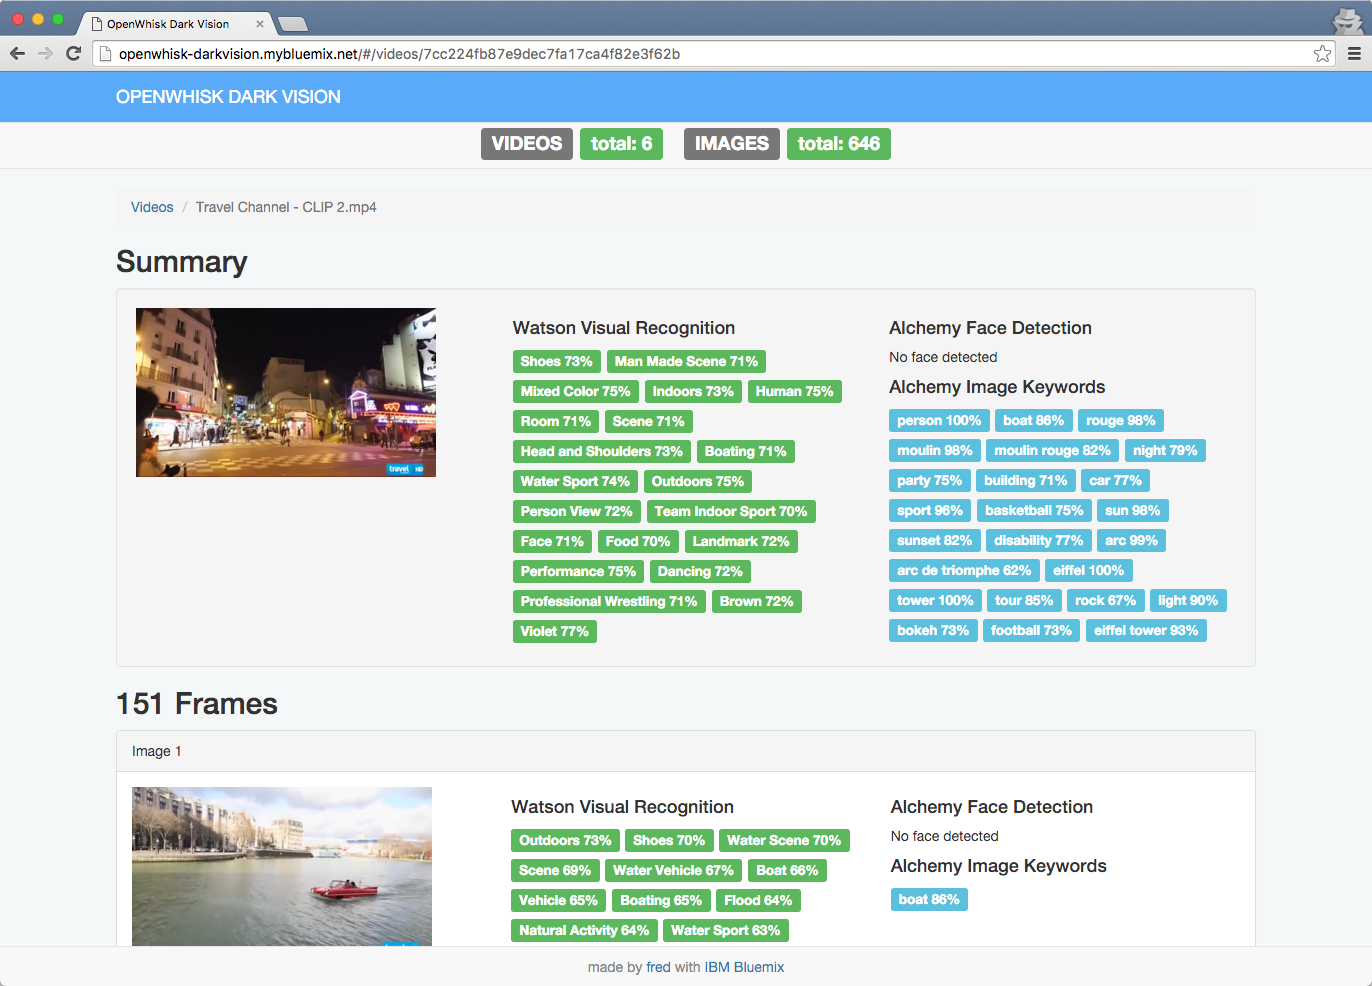 OpenWhisk Dark Vision
openwhisk-darkvision.mybluemix.net/#/videos/7cc224fb87e9dec7fa17ca4f82e3f62b
OPENWHISK DARK VISION
VIDEOS total: 6 IMAGES total: 646
Videos / Travel Channel - CLIP 2.mp4
Summary
travel HD
Watson Visual Recognition
Shoes 73% Man Made Scene 71%
Mixed Color 75% Indoors 73% Human 75%
Room 71% Scene 71%
Head and Shoulders 73% Boating 71%
Water Sport 74% Outdoors 75%
Person View 72% Team Indoor Sport 70%
Face 71% Food 70% Landmark 72%
Performance 75% Dancing 72%
Professional Wrestling 71% Brown 72%
Violet 77%
Alchemy Face Detection
No face detected
Alchemy Image Keywords
person 100% boat 86% rouge 98%
moulin 98% moulin rouge 82% night 79%
party 75% building 71% car 77%
sport 96% basketball 75% sun 98%
sunset 82% disability 77% arc 99%
arc de triomphe 62% eiffel 100%
tower 100% tour 85% rock 67% light 90%
bokeh 73% football 73% eiffel tower 93%
151 Frames
Image 1
Watson Visual Recognition
Outdoors 73% Shoes 70% Water Scene 70%
Scene 69% Water Vehicle 67% Boat 66%
Vehicle 65% Boating 65% Flood 64%
Natural Activity 64% Water Sport 63%
Alchemy Face Detection
No face detected
Alchemy Image Keywords
boat 86%
made by fred with IBM Bluemix